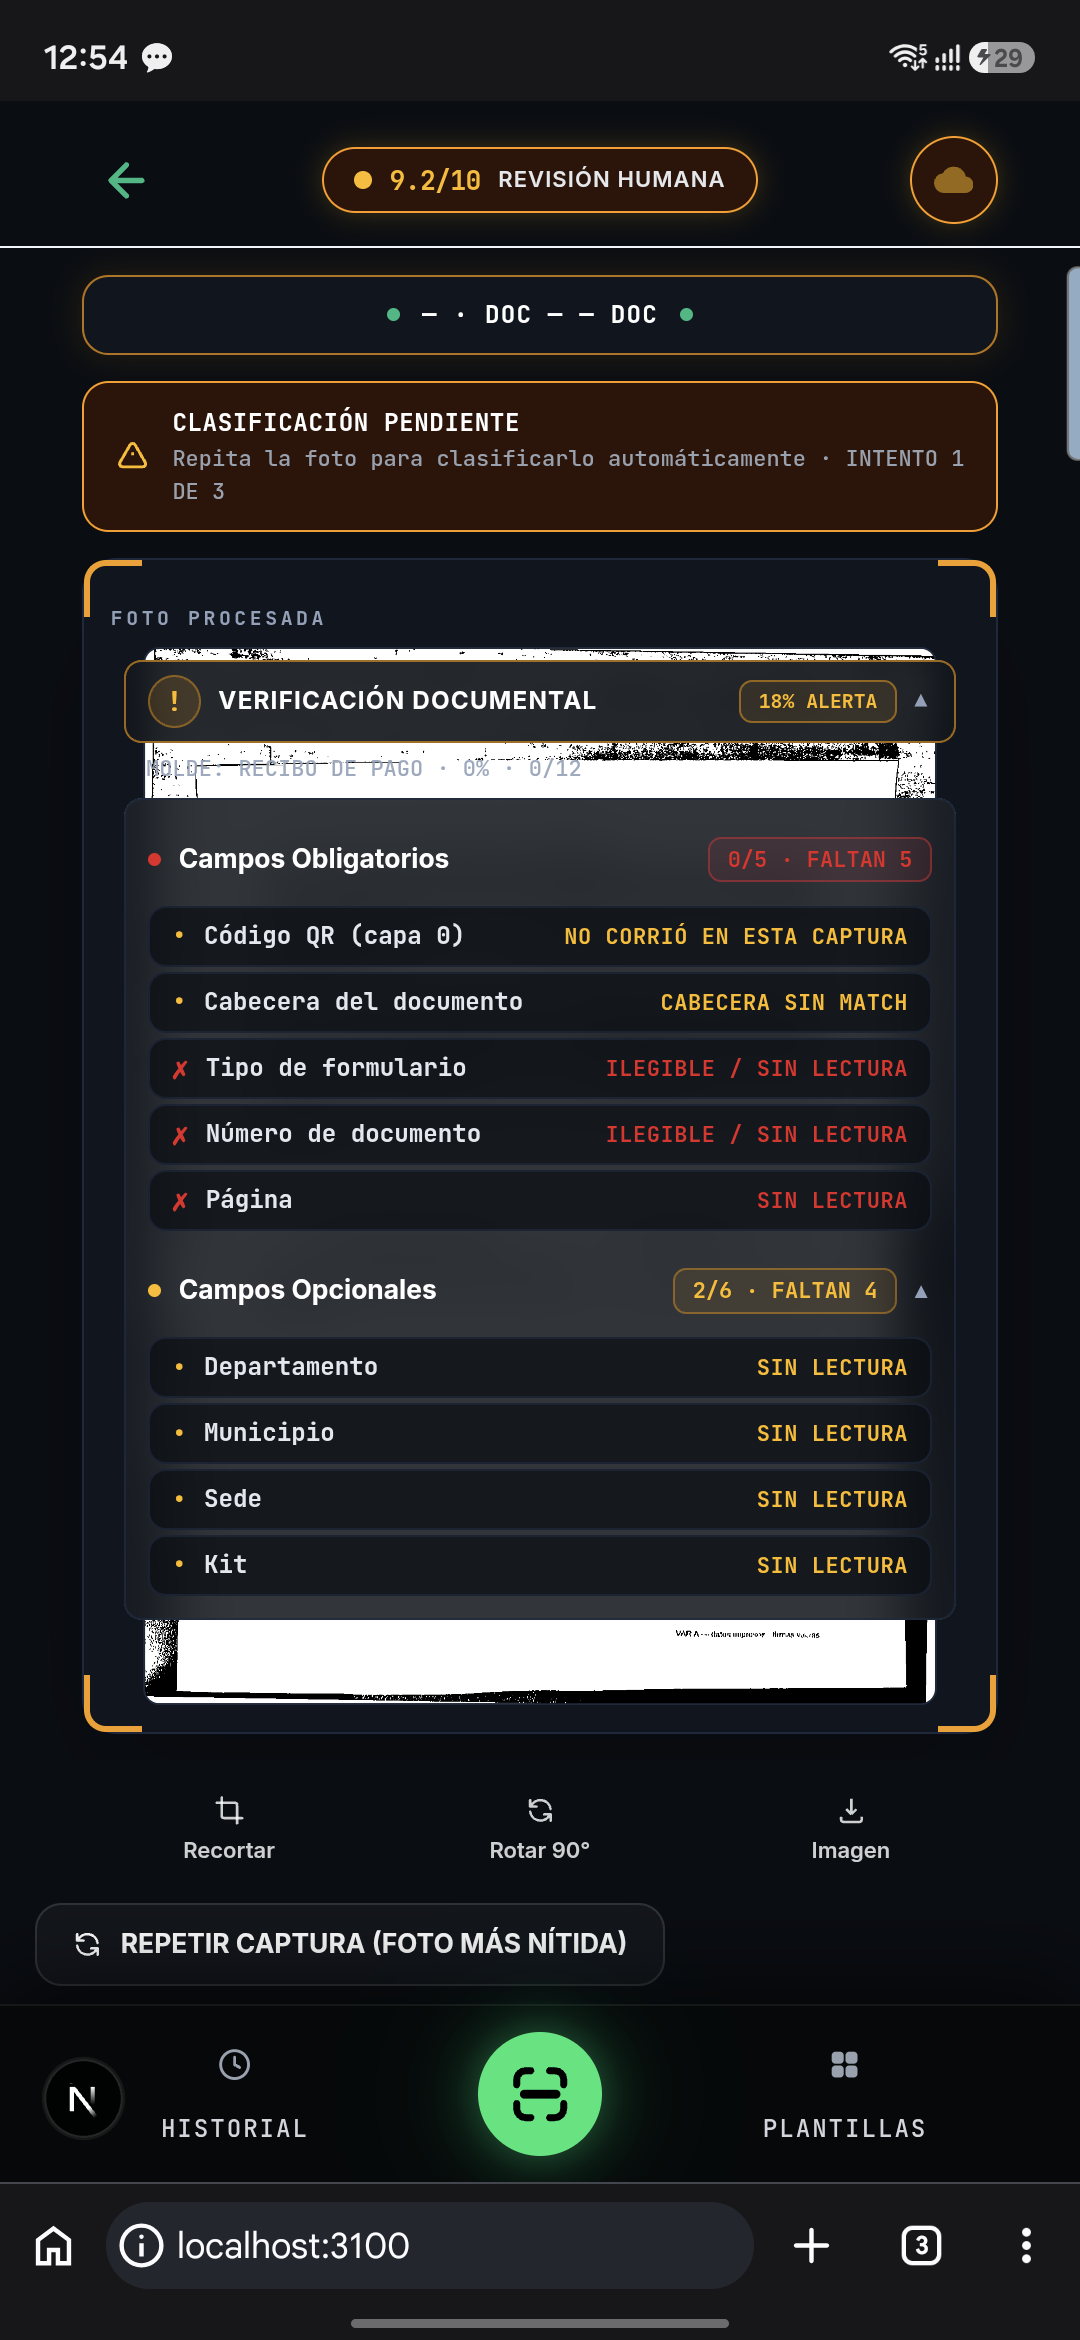 12:54
5
29
9.2/10 REVISIÓN HUMANA
— · DOC — — DOC
CLASIFICACIÓN PENDIENTE
Repita la foto para clasificarlo automáticamente · INTENTO 1
DE 3
FOTO PROCESADA
! VERIFICACIÓN DOCUMENTAL 18% ALERTA ▲
MOLDE: RECIBO DE PAGO · 0% · 0/12
Campos Obligatorios 0/5 · FALTAN 5
• Código QR (capa 0) NO CORRIÓ EN ESTA CAPTURA
• Cabecera del documento CABECERA SIN MATCH
✗ Tipo de formulario ILEGIBLE / SIN LECTURA
✗ Número de documento ILEGIBLE / SIN LECTURA
✗ Página SIN LECTURA
Campos Opcionales 2/6 · FALTAN 4 ▲
• Departamento SIN LECTURA
• Municipio SIN LECTURA
• Sede SIN LECTURA
• Kit SIN LECTURA
Recortar Rotar 90° Imagen
REPETIR CAPTURA (FOTO MÁS NÍTIDA)
N
HISTORIAL PLANTILLAS
localhost:3100
3